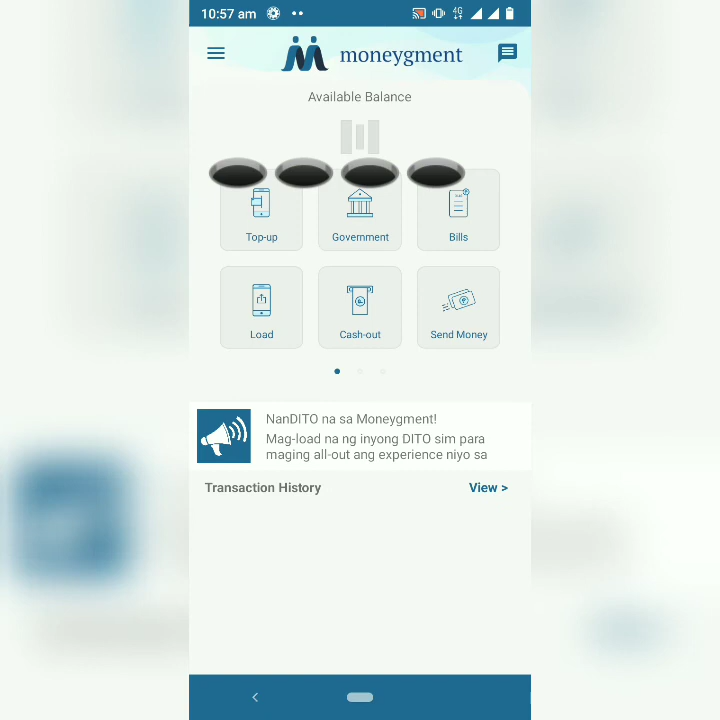 10:57 am
4G
moneygment
Available Balance
Top-up
Government
Bills
Load
Cash-out
Send Money
NanDITO na sa Moneygment!
Mag-load na ng inyong DITO sim para
maging all-out ang experience niyo sa
Transaction History
View >